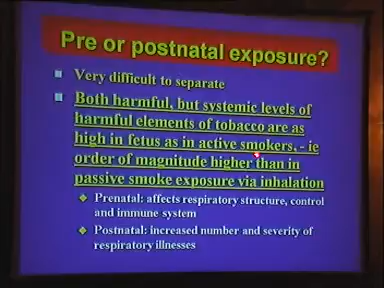 Pre or postnatal exposure?
Very difficult to separate
Both harmful, but systemic levels of
harmful elements of tobacco are as
high in fetus as in active smokers, - ie
order of magnitude higher than in
passive smoke exposure via inhalation
Prenatal: affects respiratory structure, control
and immune system
Postnatal: increased number and severity of
respiratory illnesses